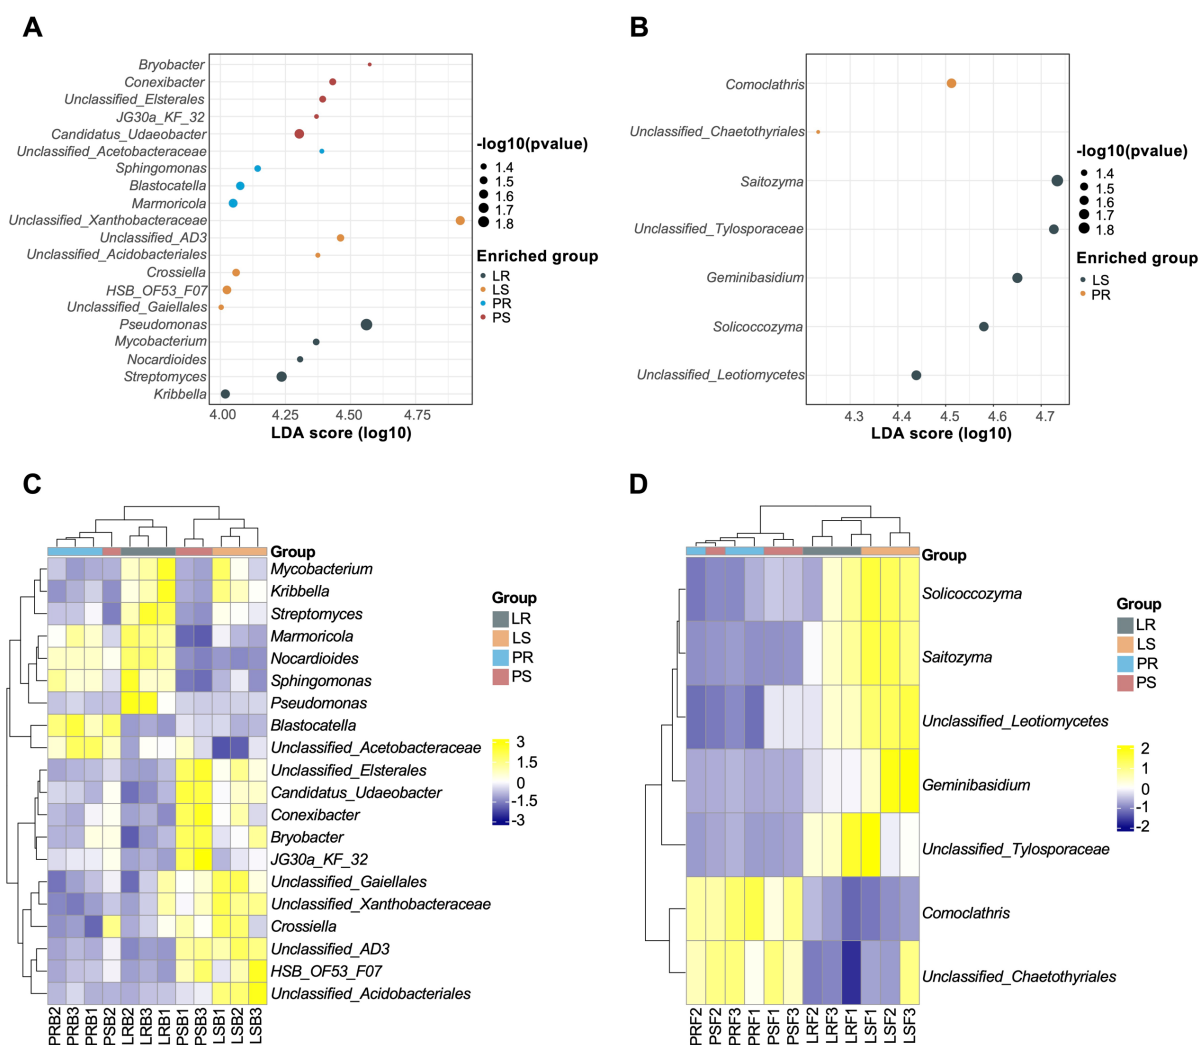 A
Bryobacter
Conexibacter
Unclassified_Elsterales
JG30a_KF_32
Candidatus_Udaeobacter
Unclassified_Acetobacteraceae
Sphingomonas
Blastocatella
Marmoricola
Unclassified_Xanthobacteraceae
Unclassified_AD3
Unclassified_Acidobacteriales
Crossiella
HSB_OF53_F07
Unclassified_Gaiellales
Pseudomonas
Mycobacterium
Nocardioides
Streptomyces
Kribbella
4.00 4.25 4.50 4.75
LDA score (log10)
-log10(pvalue)
1.4
1.5
1.6
1.7
1.8
Enriched group
LR
LS
PR
PS
B
Comoclathris
Unclassified_Chaetothyriales
Saitozyma
Unclassified_Tylosporaceae
Geminibasidium
Solicoccozyma
Unclassified_Leotiomycetes
4.3 4.4 4.5 4.6 4.7
LDA score (log10)
-log10(pvalue)
1.4
1.5
1.6
1.7
1.8
Enriched group
LS
PR
C
Group
Mycobacterium
Kribbella
Streptomyces
Marmoricola
Nocardioides
Sphingomonas
Pseudomonas
Blastocatella
Unclassified_Acetobacteraceae
Unclassified_Elsterales
Candidatus_Udaeobacter
Conexibacter
Bryobacter
JG30a_KF_32
Unclassified_Gaiellales
Unclassified_Xanthobacteraceae
Crossiella
Unclassified_AD3
HSB_OF53_F07
Unclassified_Acidobacteriales
PRB2 PRB3 PRB1 PSB2 LRB2 LRB3 LRB1 PSB1 PSB3 LSB1 LSB2 LSB3
Group
LR
LS
PR
PS
3
1.5
0
-1.5
-3
D
Group
Solicoccozyma
Saitozyma
Unclassified_Leotiomycetes
Geminibasidium
Unclassified_Tylosporaceae
Comoclathris
Unclassified_Chaetothyriales
PRF2 PSF2 PRF3 PRF1 PSF1 PSF3 LRF2 LRF3 LRF1 LSF1 LSF2 LSF3
Group
LR
LS
PR
PS
2
1
0
-1
-2